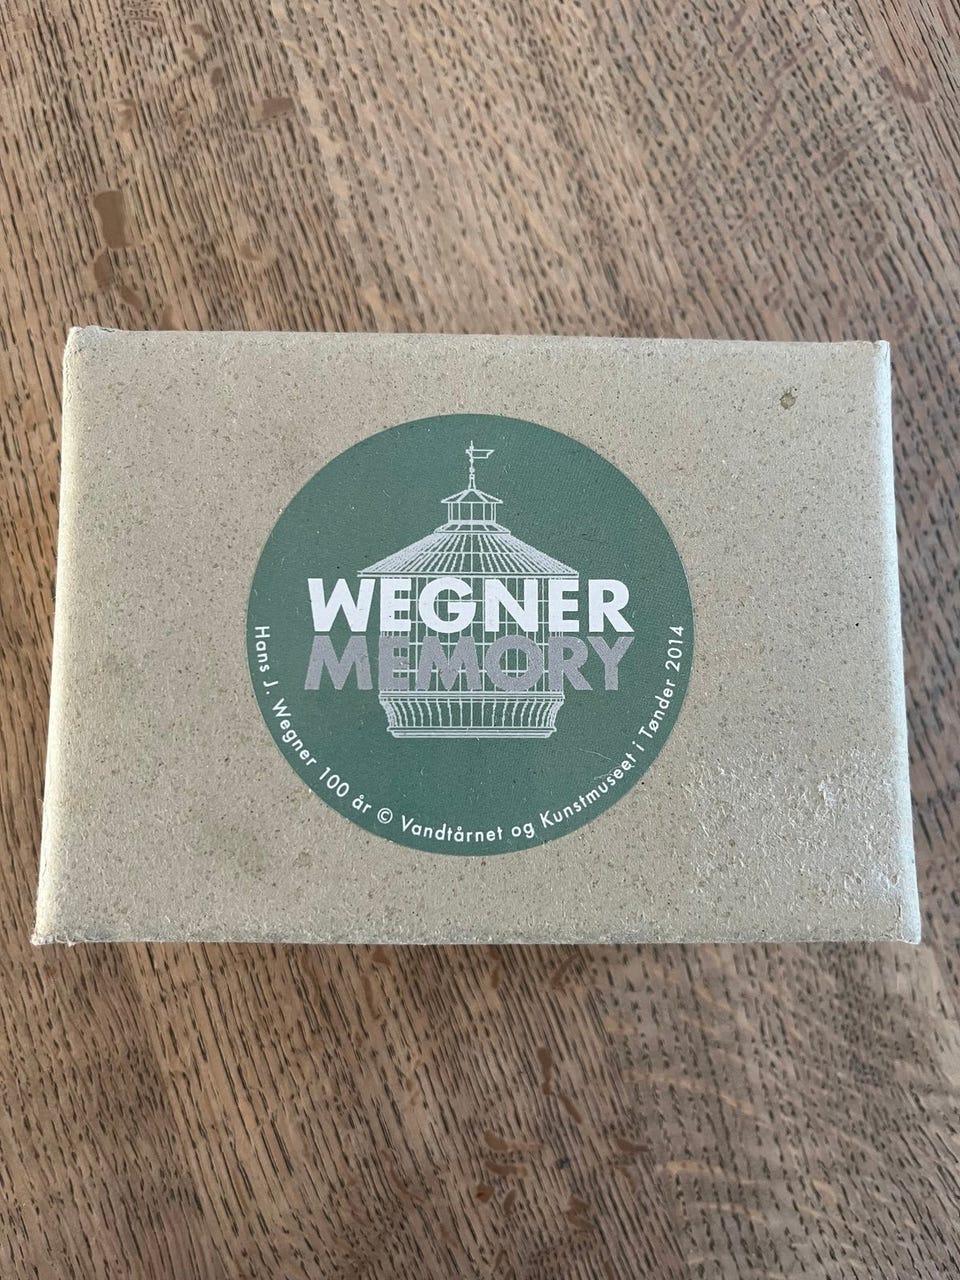 WEGNER
MEMORY
Hans J. Wegner 100 år © Vandtårnet og Kunstmuseet i Tønder 2014